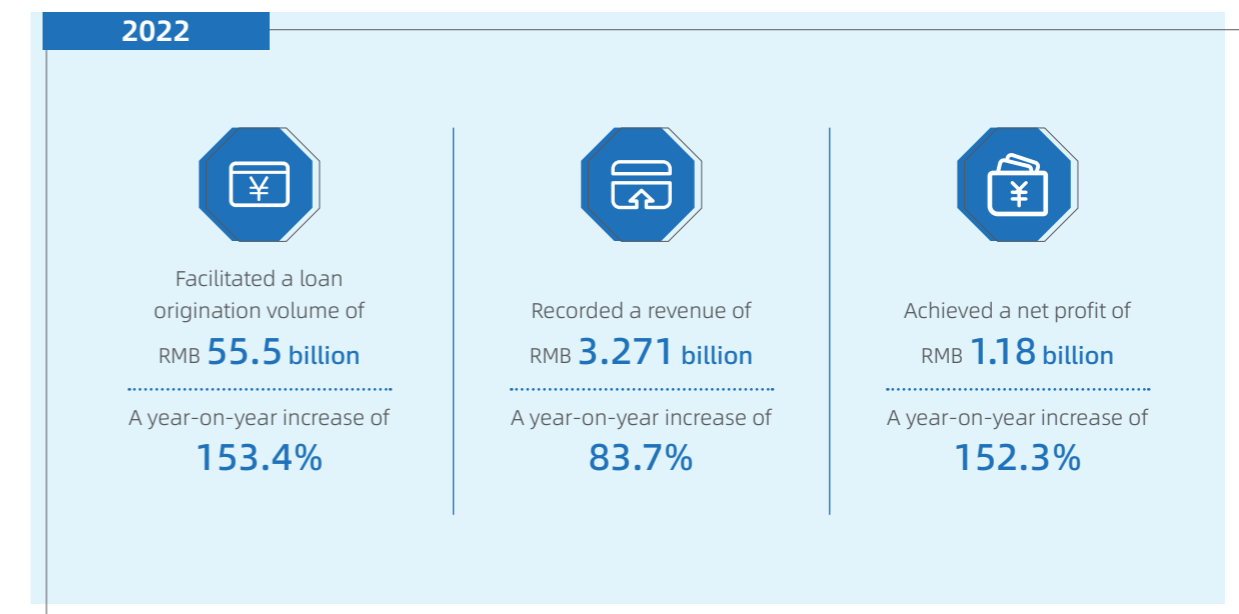 2022
¥
Facilitated a loan
origination volume of
RMB 55.5 billion
A year-on-year increase of
153.4%
Recorded a revenue of
RMB 3.271 billion
A year-on-year increase of
83.7%
¥
Achieved a net profit of
RMB 1.18 billion
A year-on-year increase of
152.3%